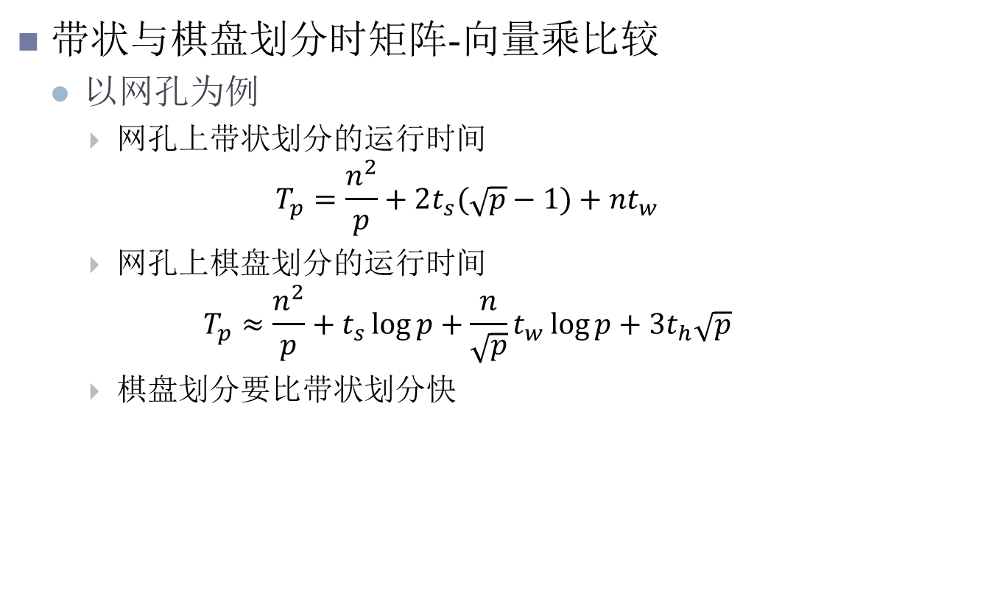 带状与棋盘划分时矩阵-向量乘比较
以网孔为例
网孔上带状划分的运行时间
$T_p = \frac{n^2}{p} + 2t_s(\sqrt{p} - 1) + nt_w$
网孔上棋盘划分的运行时间
$T_p \approx \frac{n^2}{p} + t_s \log p + \frac{n}{\sqrt{p}} t_w \log p + 3t_h\sqrt{p}$
棋盘划分要比带状划分快